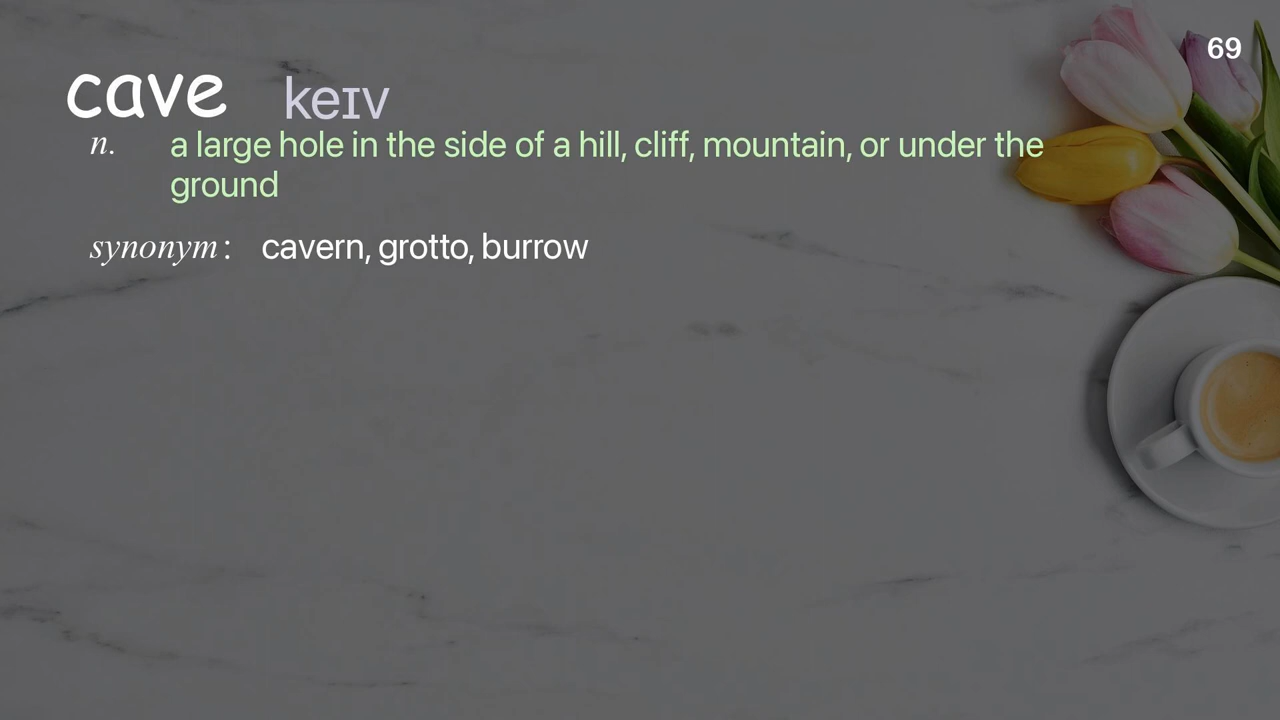 69
cave keɪv
n. a large hole in the side of a hill, cliff, mountain, or under the
ground
synonym: cavern, grotto, burrow